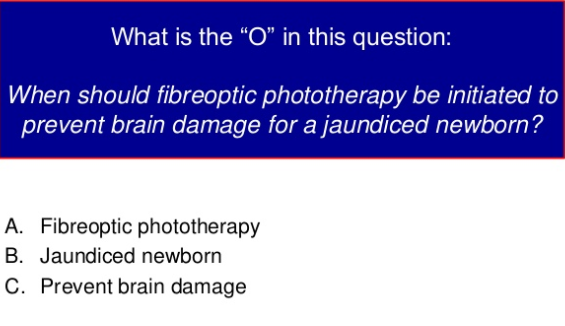 What is the “O” in this question:
When should fibreoptic phototherapy be initiated to
prevent brain damage for a jaundiced newborn?
A. Fibreoptic phototherapy
B. Jaundiced newborn
C. Prevent brain damage